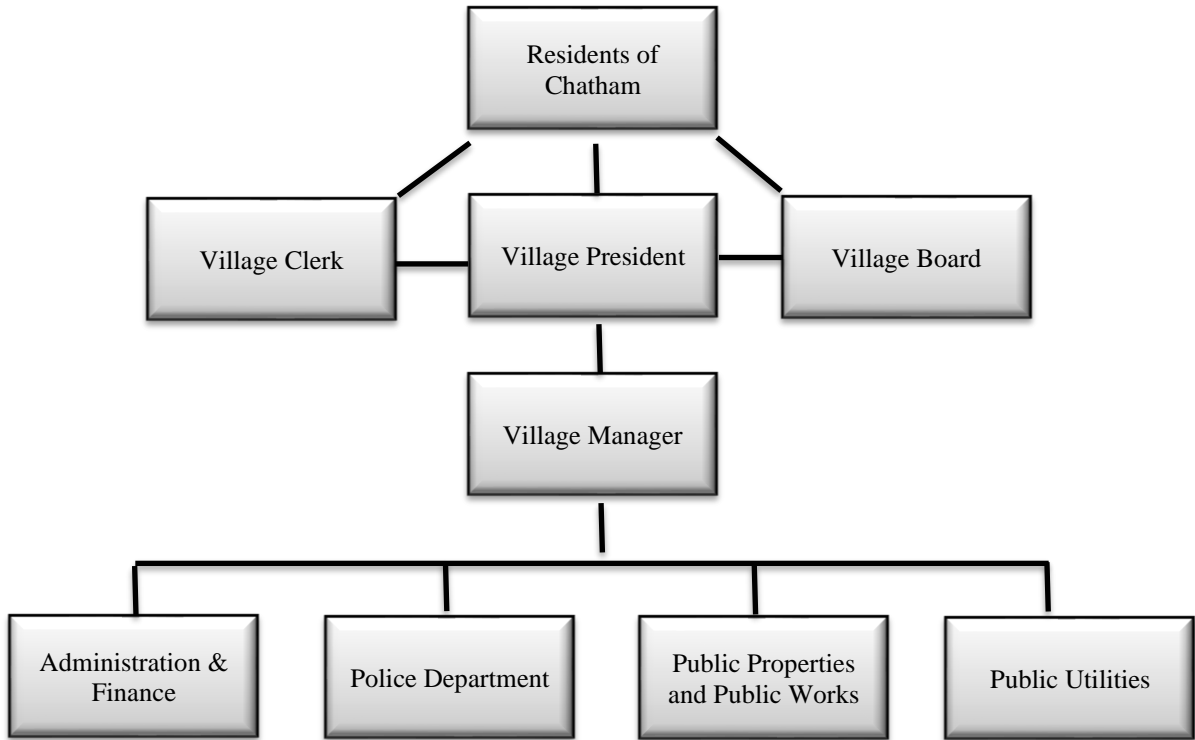 Residents of
Chatham
Village Clerk
Village President
Village Board
Village Manager
Administration &
Finance
Police Department
Public Properties
and Public Works
Public Utilities